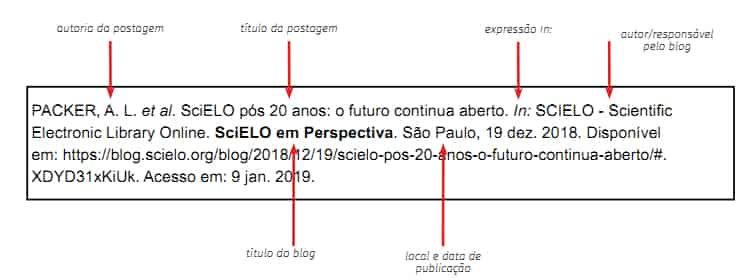 autoria da postagem
título da postagem
expressão In:
autor/responsável
pelo blog
PACKER, A. L. et al. SciELO pós 20 anos: o futuro continua aberto. In: SCIELO - Scientific
Electronic Library Online. SciELO em Perspectiva. São Paulo, 19 dez. 2018. Disponível
em: https://blog.scielo.org/blog/2018/12/19/scielo-pos-20-anos-o-futuro-continua-aberto/#.
XDYD31xKiUk. Acesso em: 9 jan. 2019.
título do blog
local e data de
publicação